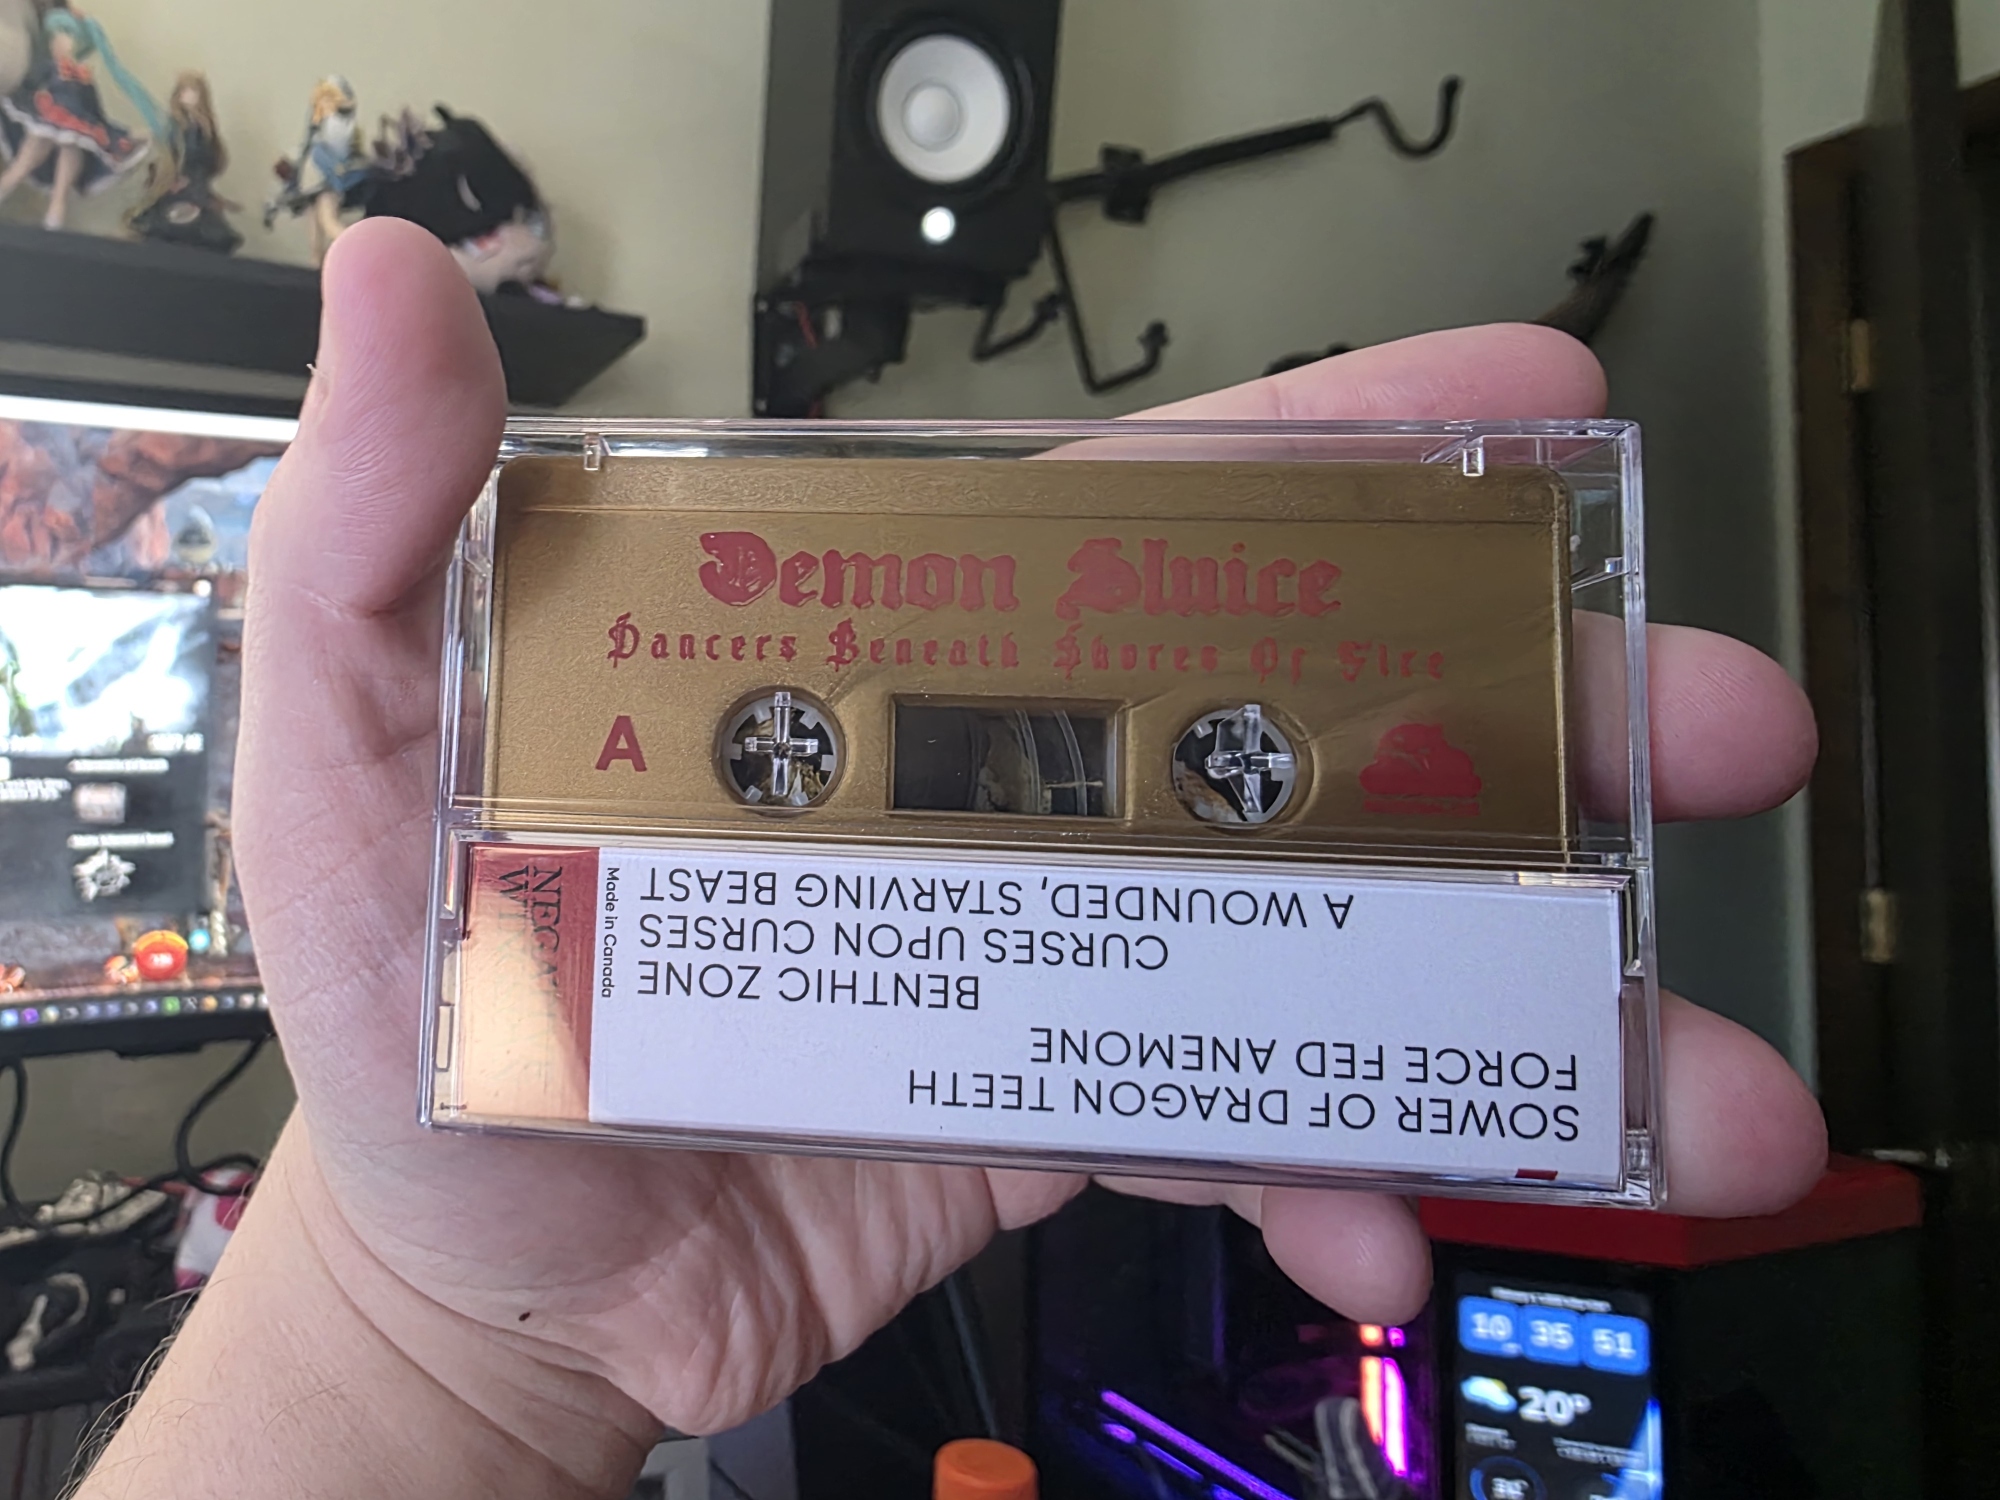 Demon Sluice
Dancers Beneath Shores Of Fire
A
SOWER OF DRAGON TEETH
FORCE FED ANEMONE
BENTHIC ZONE
CURSES UPON CURSES
A WOUNDED, STARVING BEAST
Made in Canada
10 35 51
20°